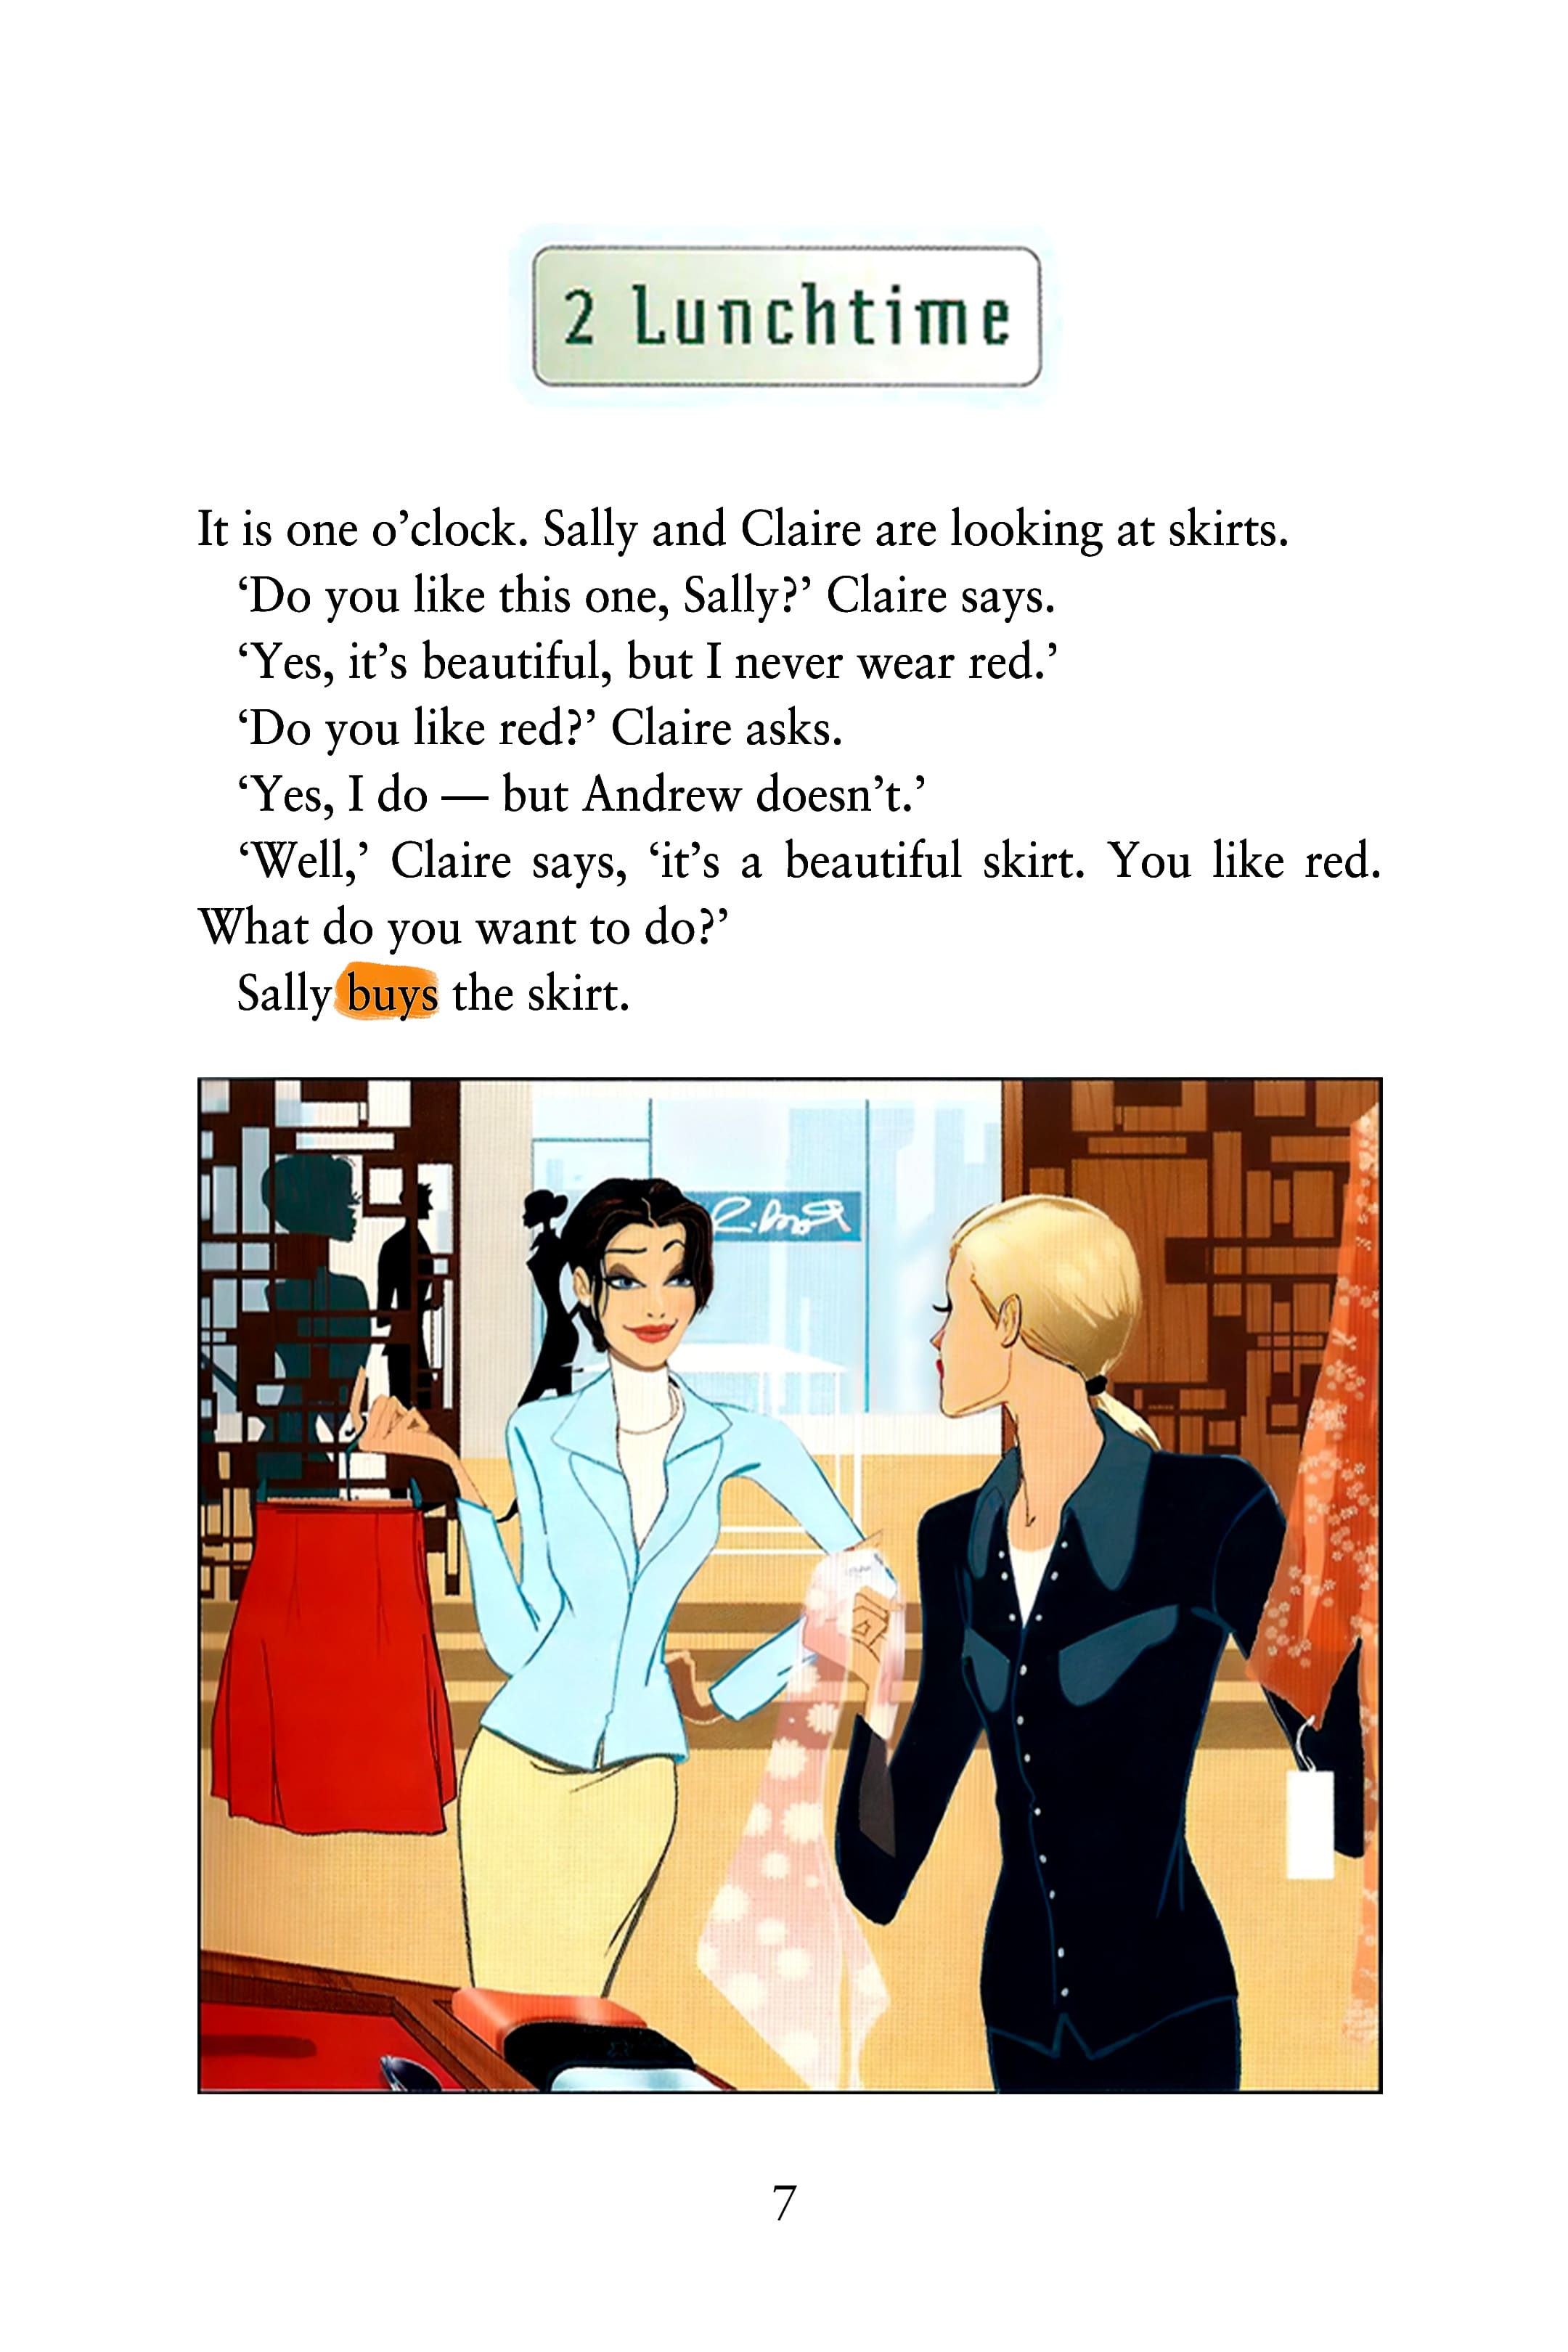 2 Lunchtime
It is one o’clock. Sally and Claire are looking at skirts.
‘Do you like this one, Sally?’ Claire says.
‘Yes, it’s beautiful, but I never wear red.’
‘Do you like red?’ Claire asks.
‘Yes, I do — but Andrew doesn’t.’
‘Well,’ Claire says, ‘it’s a beautiful skirt. You like red.
What do you want to do?’
Sally buys the skirt.
7